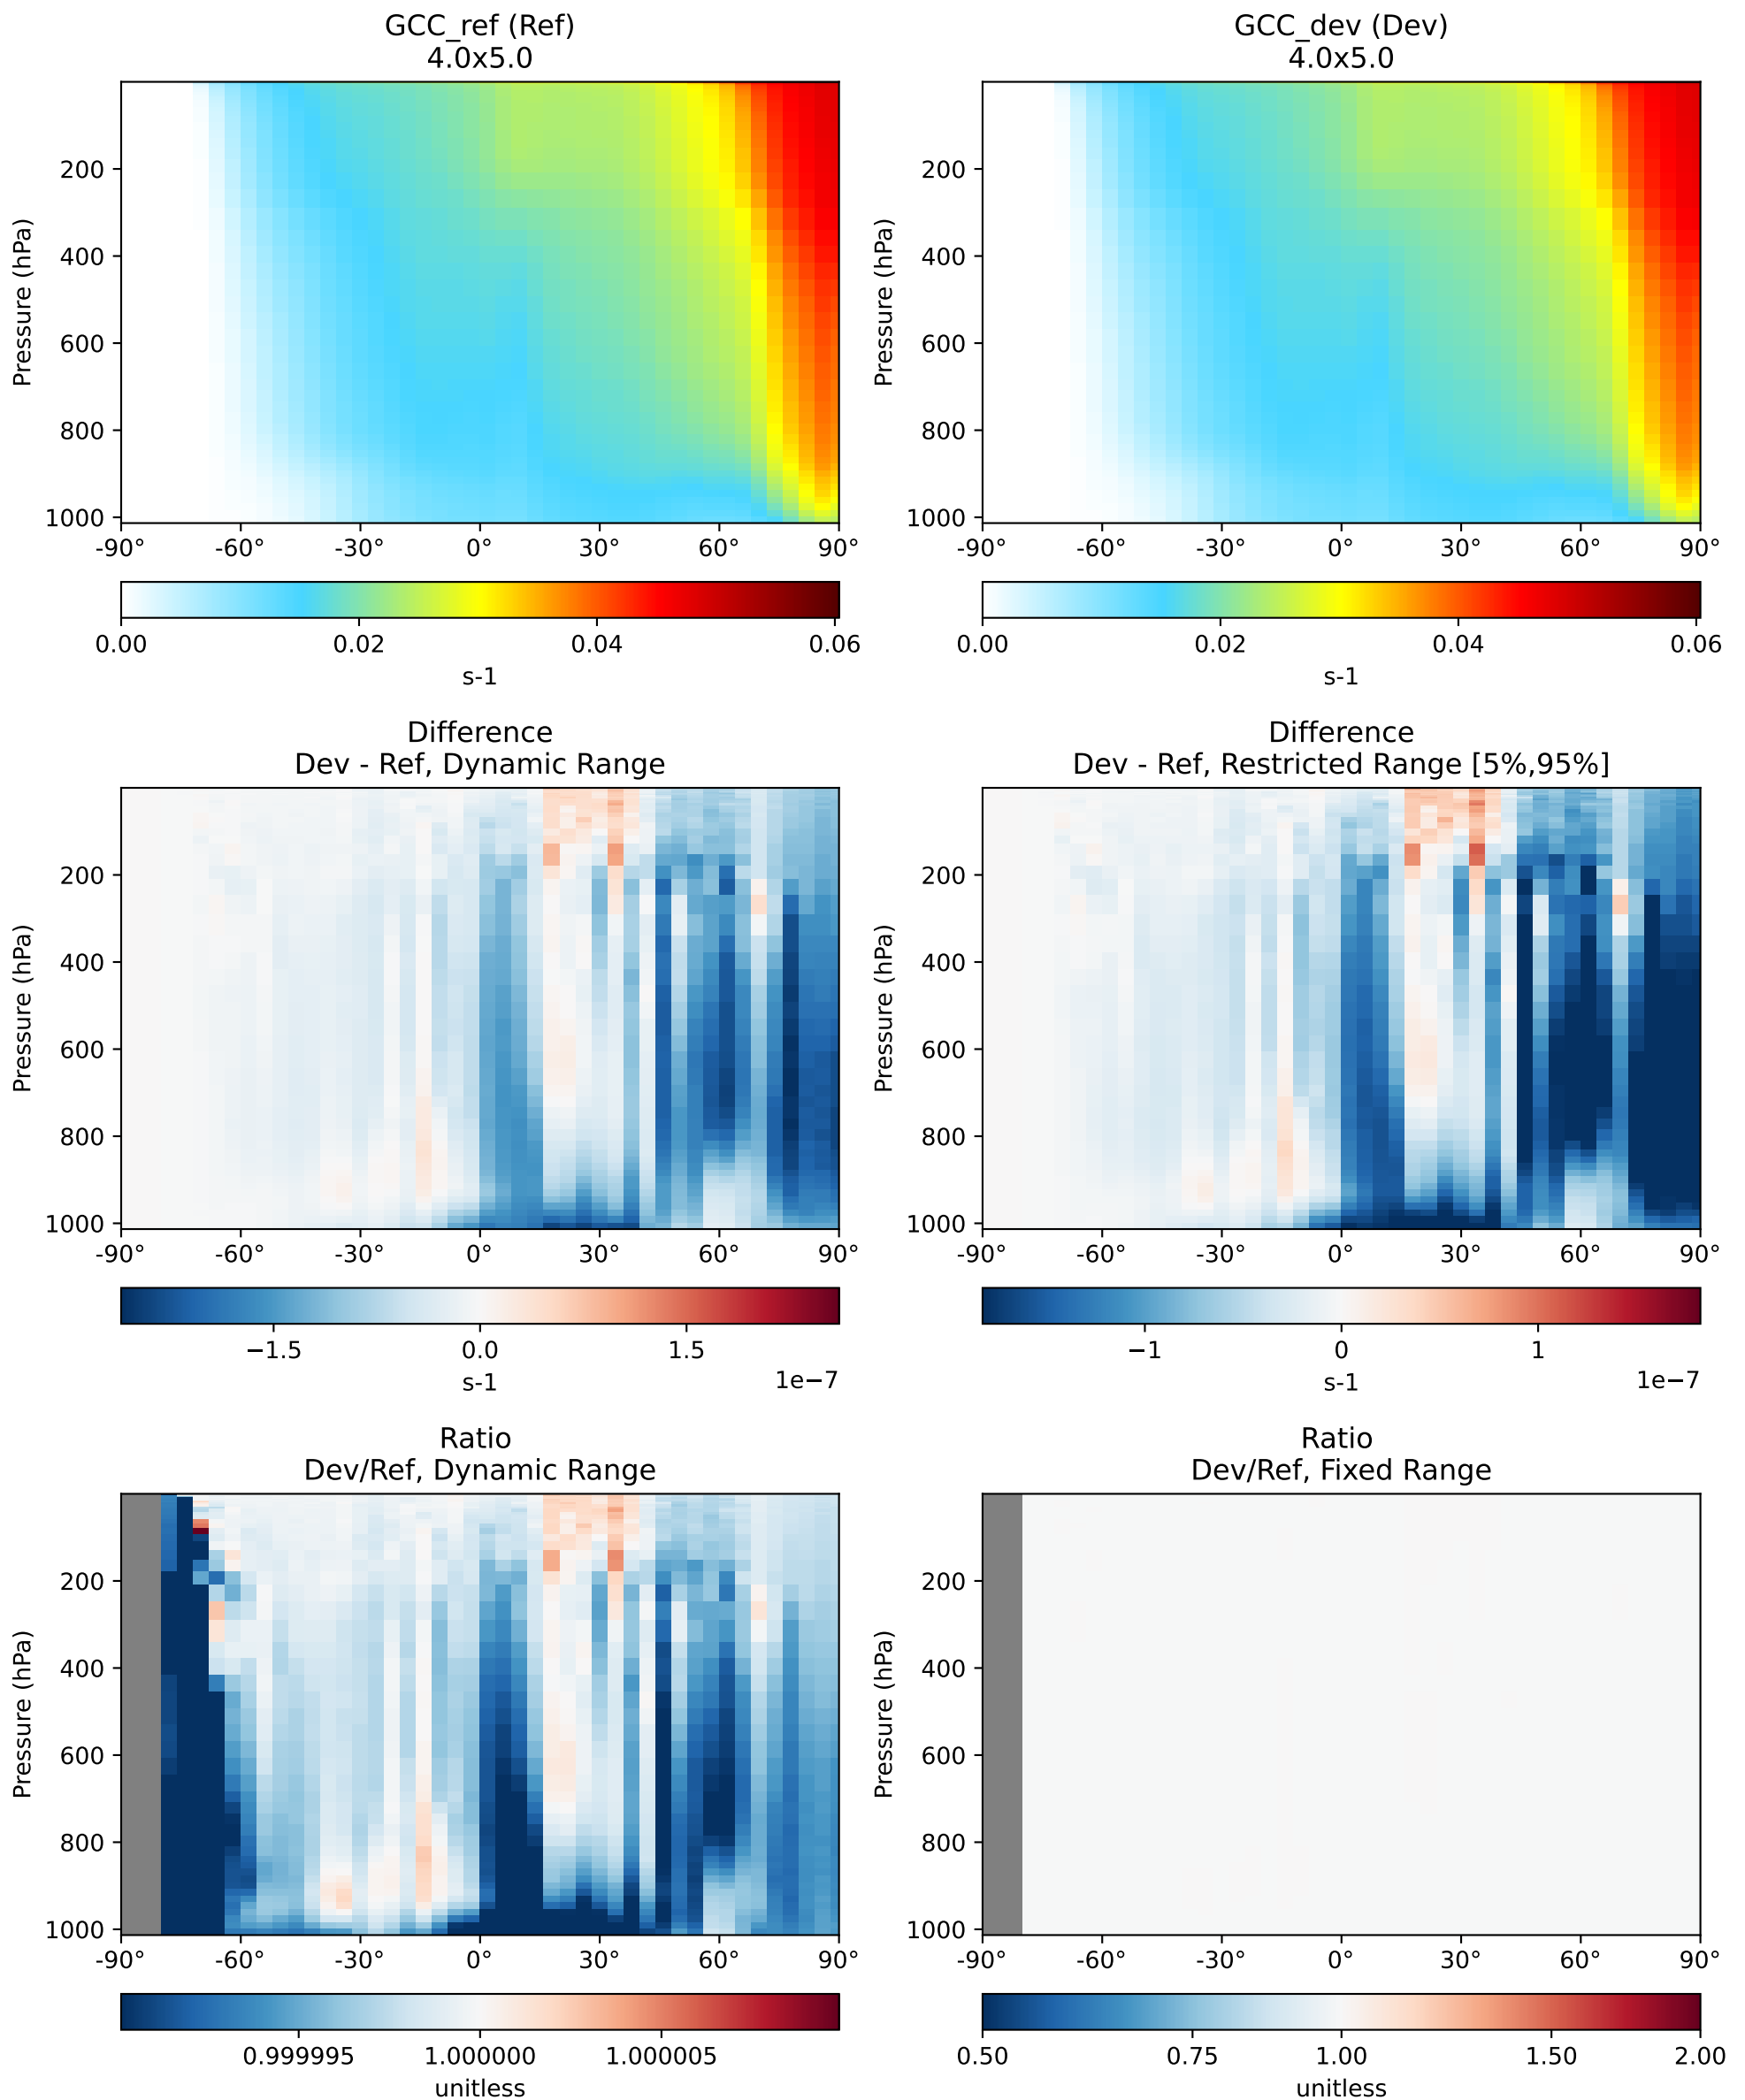 GCC_ref (Ref)
4.0x5.0
Pressure (hPa)
200
400
600
800
1000
-90° -60° -30° 0° 30° 60° 90°
0.00 0.02 0.04 0.06
s-1
GCC_dev (Dev)
4.0x5.0
Pressure (hPa)
200
400
600
800
1000
-90° -60° -30° 0° 30° 60° 90°
0.00 0.02 0.04 0.06
s-1
Difference
Dev - Ref, Dynamic Range
Pressure (hPa)
200
400
600
800
1000
-90° -60° -30° 0° 30° 60° 90°
−1.5 0.0 1.5
s-1 1e−7
Difference
Dev - Ref, Restricted Range [5%,95%]
Pressure (hPa)
200
400
600
800
1000
-90° -60° -30° 0° 30° 60° 90°
−1 0 1
s-1 1e−7
Ratio
Dev/Ref, Dynamic Range
Pressure (hPa)
200
400
600
800
1000
-90° -60° -30° 0° 30° 60° 90°
0.999995 1.000000 1.000005
unitless
Ratio
Dev/Ref, Fixed Range
Pressure (hPa)
200
400
600
800
1000
-90° -60° -30° 0° 30° 60° 90°
0.50 0.75 1.00 1.50 2.00
unitless